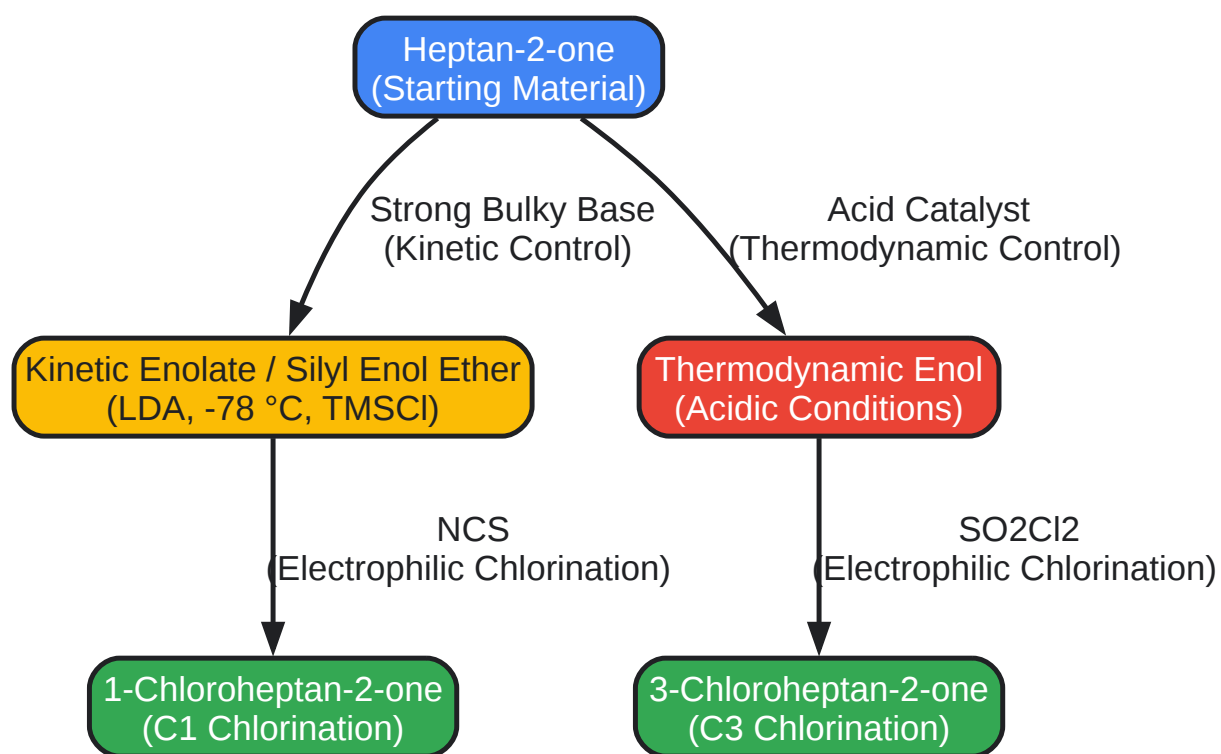 Heptan-2-one
(Starting Material)
Strong Bulky Base
(Kinetic Control)
Acid Catalyst
(Thermodynamic Control)
Kinetic Enolate / Silyl Enol Ether
(LDA, -78 °C, TMSCl)
Thermodynamic Enol
(Acidic Conditions)
NCS
(Electrophilic Chlorination)
SO2Cl2
(Electrophilic Chlorination)
1-Chloroheptan-2-one
(C1 Chlorination)
3-Chloroheptan-2-one
(C3 Chlorination)